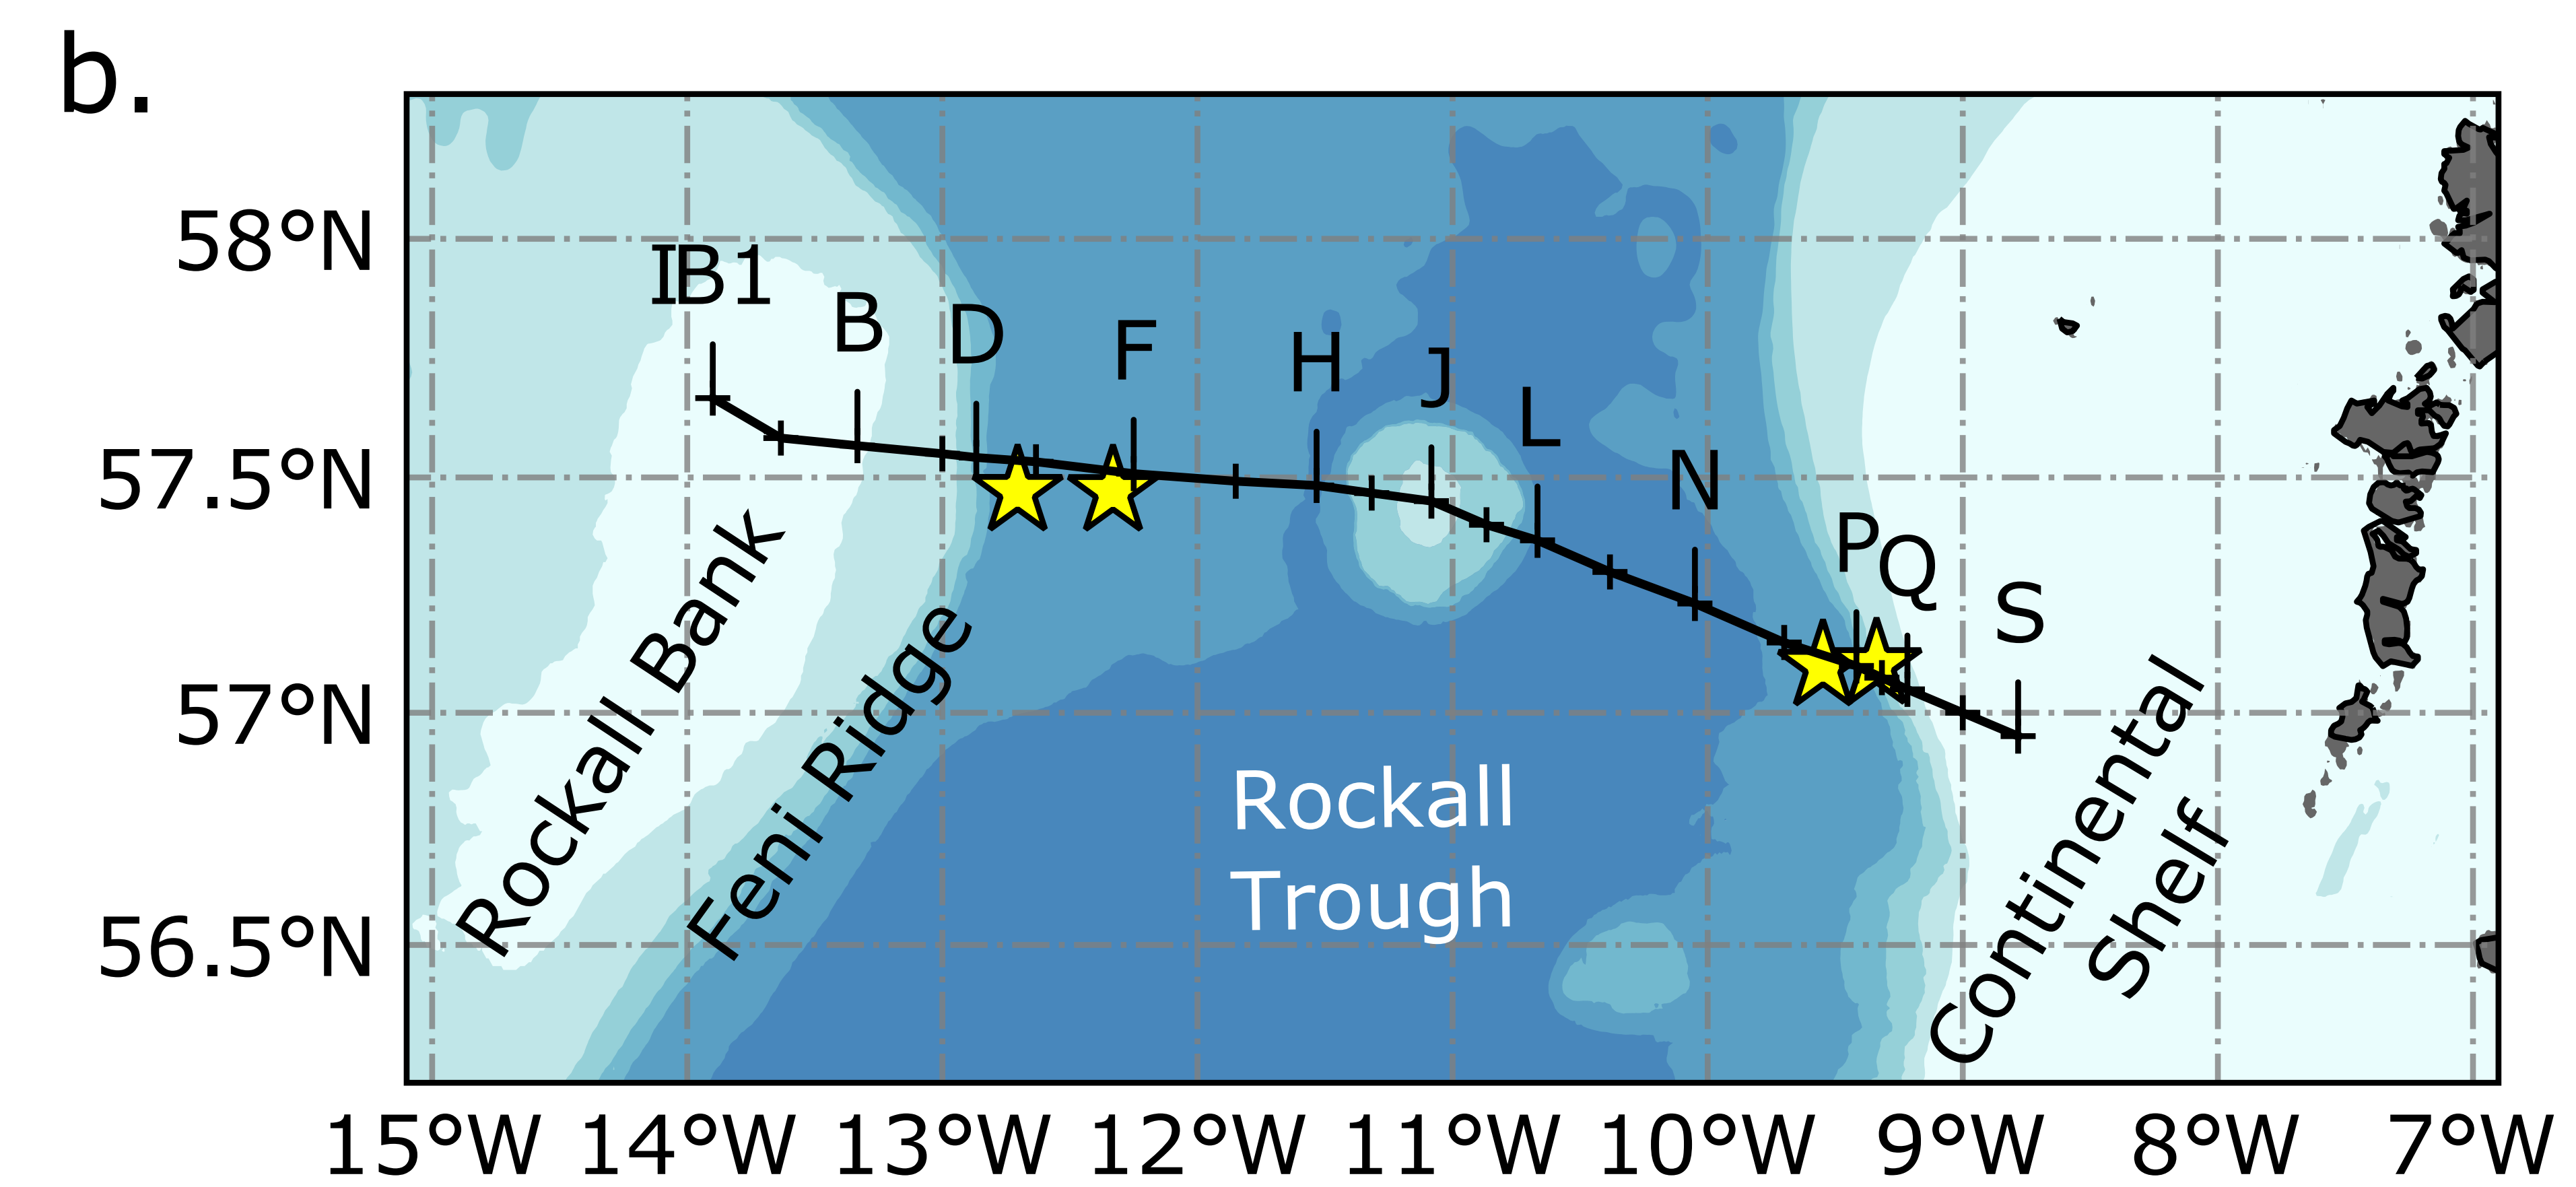 b.
58°N
57.5°N
57°N
56.5°N
IB1
B
D
F
H
J
L
N
P
Q
S
Rockall Bank
Feni Ridge
Rockall
Trough
Continental
Shelf
15°W
14°W
13°W
12°W
11°W
10°W
9°W
8°W
7°W